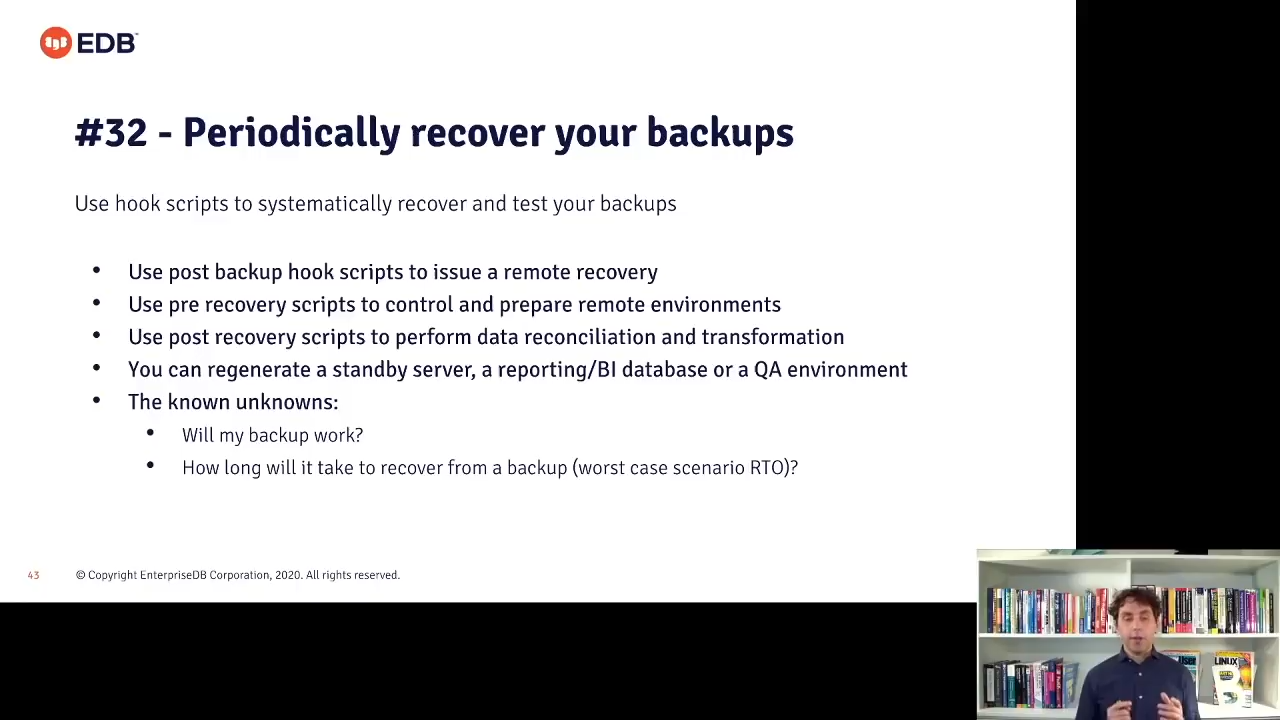 EDB
#32 - Periodically recover your backups
Use hook scripts to systematically recover and test your backups
• Use post backup hook scripts to issue a remote recovery
• Use pre recovery scripts to control and prepare remote environments
• Use post recovery scripts to perform data reconciliation and transformation
• You can regenerate a standby server, a reporting/BI database or a QA environment
• The known unknowns:
• Will my backup work?
• How long will it take to recover from a backup (worst case scenario RTO)?
43 © Copyright EnterpriseDB Corporation, 2020. All rights reserved.
LINUX